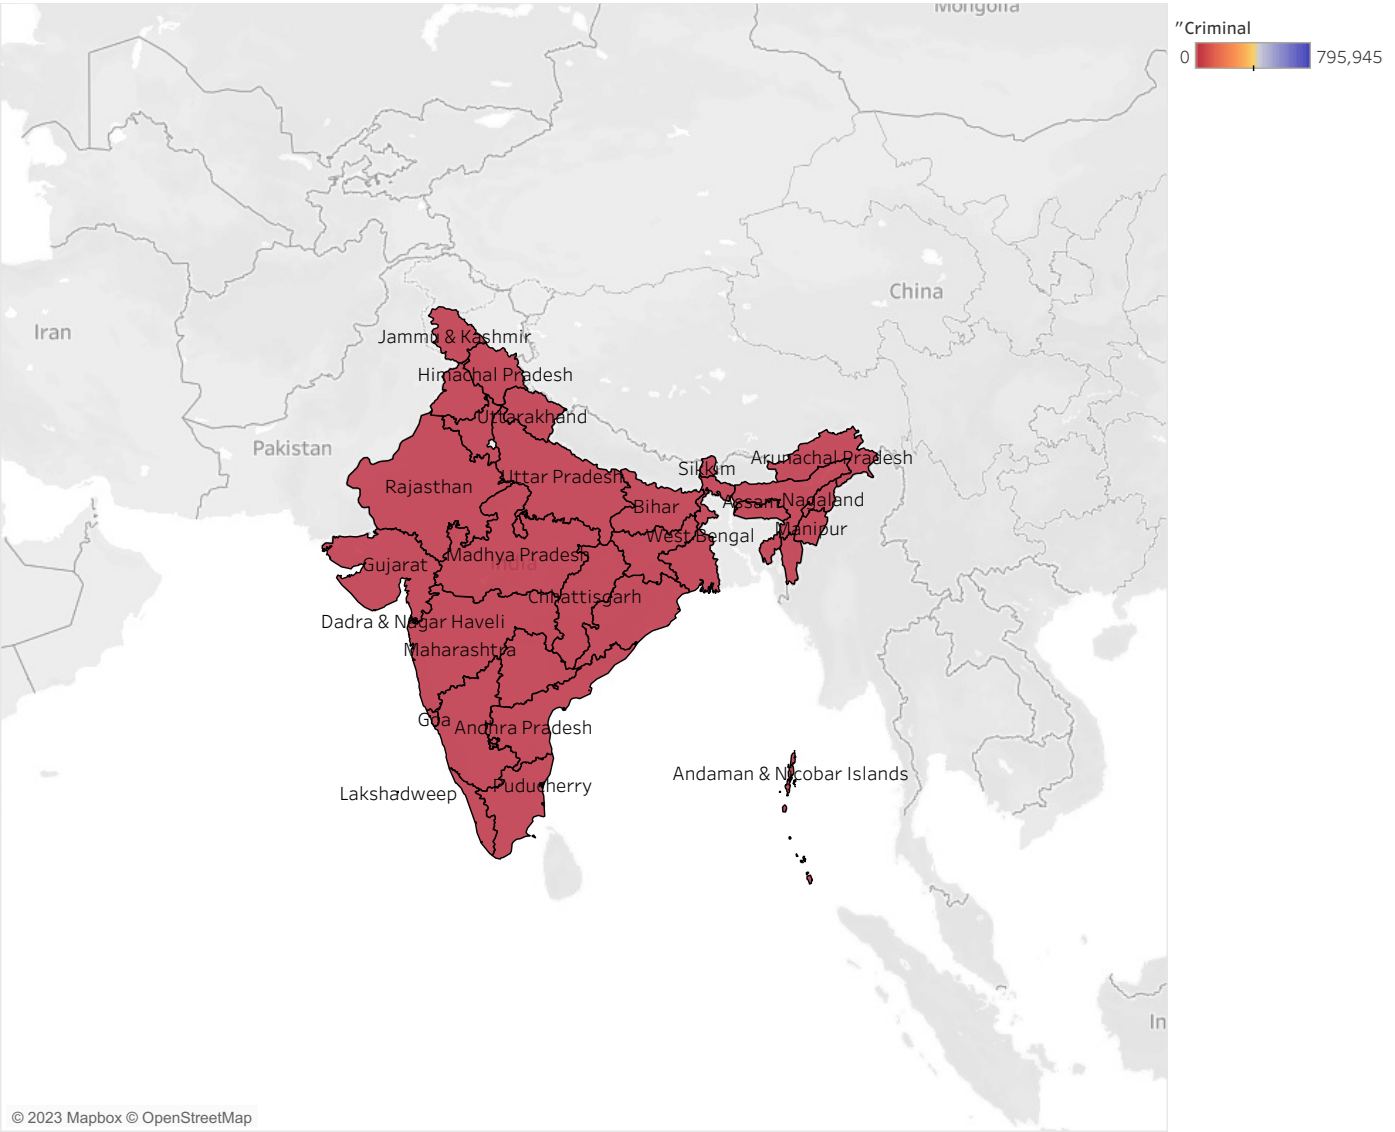 Mongolia
"Criminal
0 795,945
China
Iran
Jammu & Kashmir
Himachal Pradesh
Uttarakhand
Pakistan
Sikkim
Arunachal Pradesh
Uttar Pradesh
Rajasthan
Bihar
Assam
Nagaland
West Bengal
Manipur
Madhya Pradesh
India
Gujarat
Chhattisgarh
Dadra & Nagar Haveli
Maharashtra
Goa
Andhra Pradesh
Andaman & Nicobar Islands
Puducherry
Lakshadweep
In
© 2023 Mapbox © OpenStreetMap